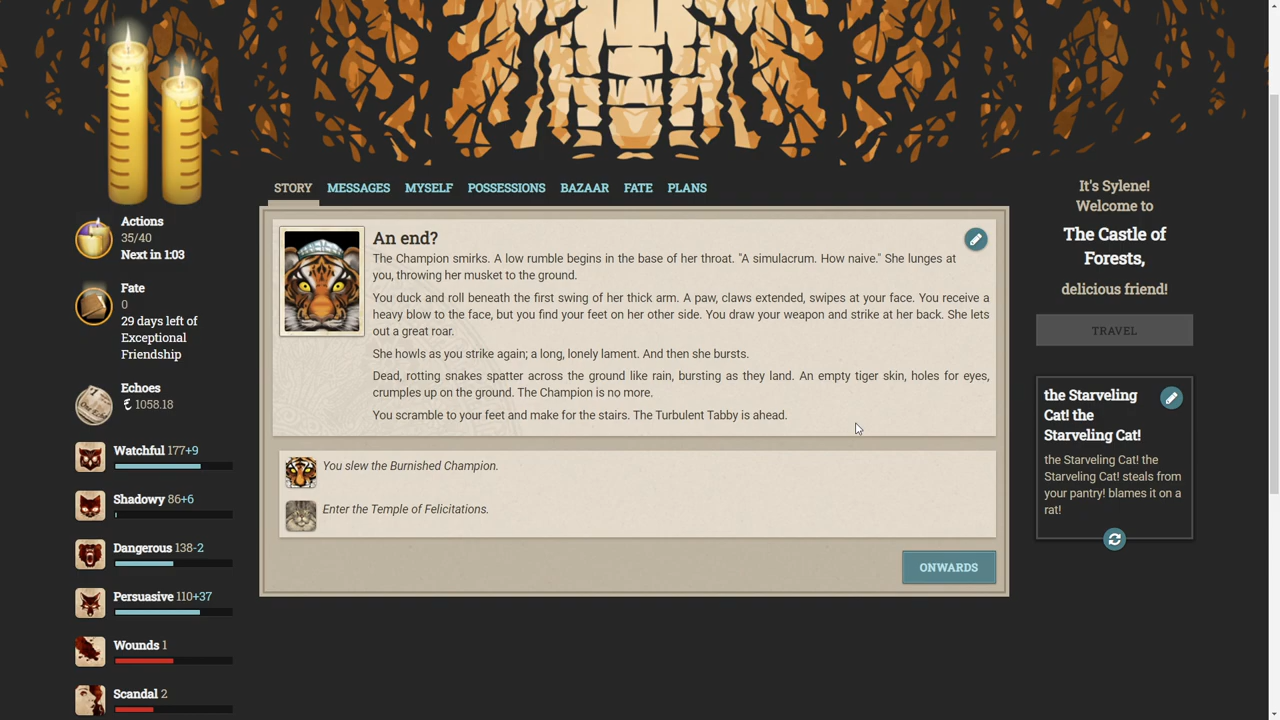 STORY MESSAGES MYSELF POSSESSIONS BAZAAR FATE PLANS
Actions
35/40
Next in 1:03
Fate
0
29 days left of
Exceptional
Friendship
Echoes
1058.18
Watchful 177+9
Shadowy 86+6
Dangerous 138-2
Persuasive 110+37
Wounds 1
Scandal 2
An end?
The Champion smirks. A low rumble begins in the base of her throat. "A simulacrum. How naive." She lunges at
you, throwing her musket to the ground.
You duck and roll beneath the first swing of her thick arm. A paw, claws extended, swipes at your face. You receive a
heavy blow to the face, but you find your feet on her other side. You draw your weapon and strike at her back. She lets
out a great roar.
She howls as you strike again; a long, lonely lament. And then she bursts.
Dead, rotting snakes spatter across the ground like rain, bursting as they land. An empty tiger skin, holes for eyes,
crumples up on the ground. The Champion is no more.
You scramble to your feet and make for the stairs. The Turbulent Tabby is ahead.
You slew the Burnished Champion.
Enter the Temple of Felicitations.
ONWARDS
It's Sylene!
Welcome to
The Castle of
Forests,
delicious friend!
TRAVEL
the Starveling
Cat! the
Starveling Cat!
the Starveling Cat! the
Starveling Cat! steals from
your pantry! blames it on a
rat!